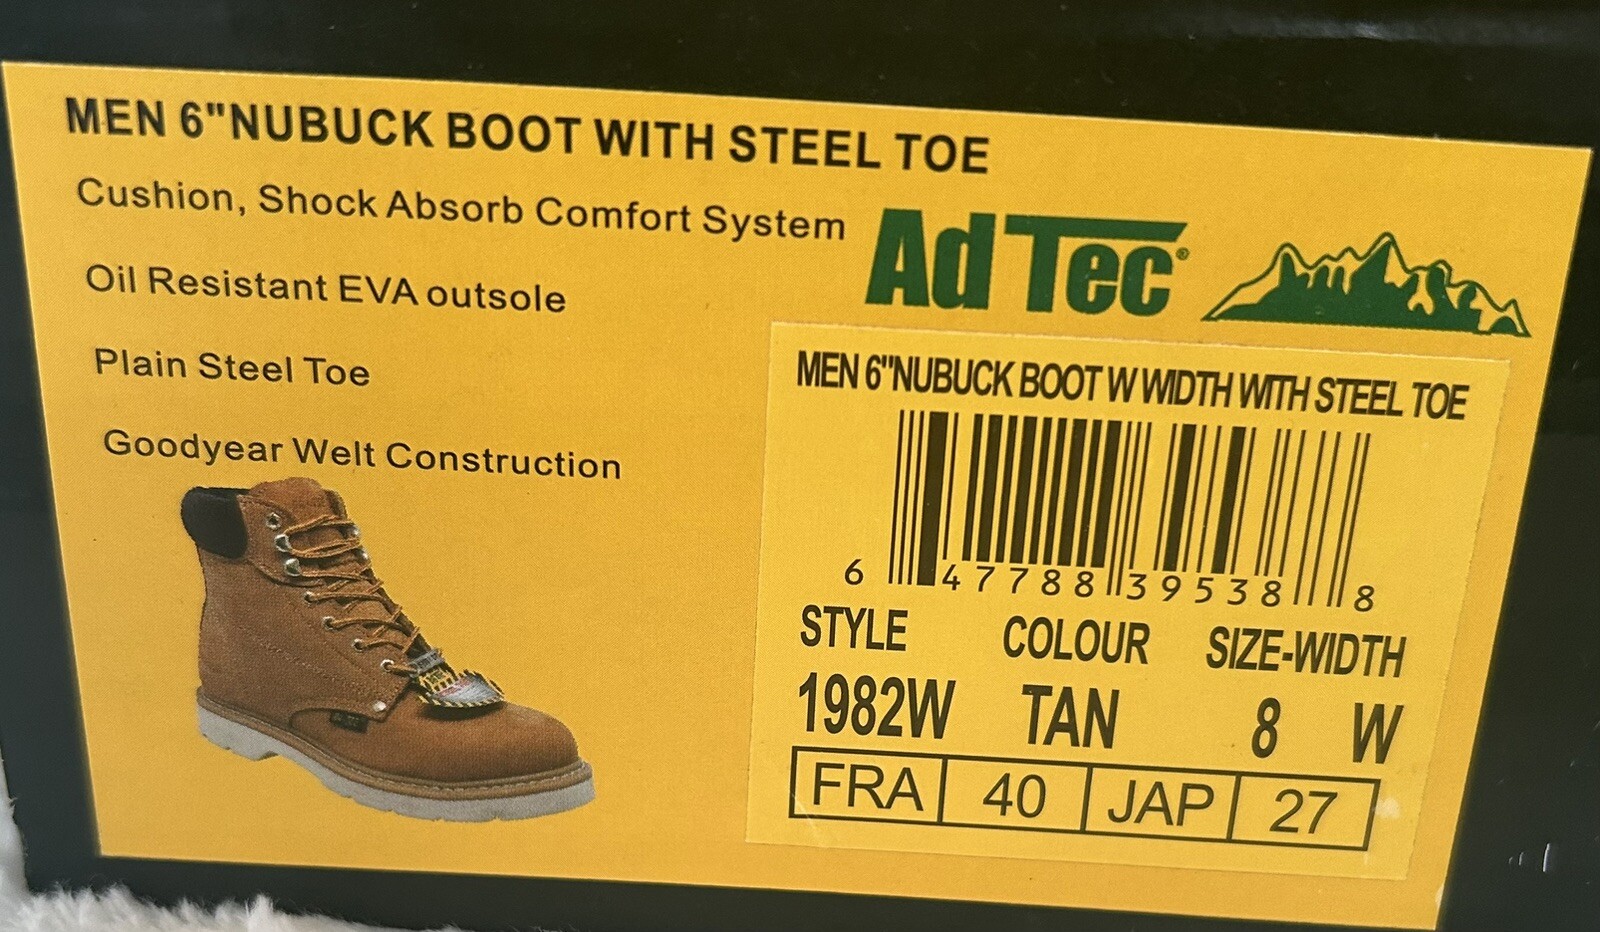 MEN 6"NUBUCK BOOT WITH STEEL TOE
Cushion, Shock Absorb Comfort System
Oil Resistant EVA outsole
Plain Steel Toe
Goodyear Welt Construction
Ad Tec®
MEN 6"NUBUCK BOOT W WIDTH WITH STEEL TOE
6 47788 39538 8
STYLE COLOUR SIZE-WIDTH
1982W TAN 8 W
FRA 40 JAP 27